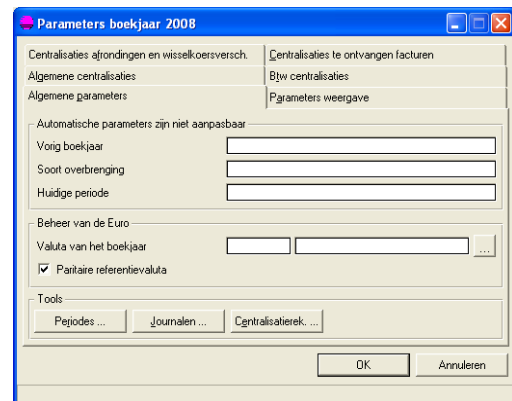 Parameters boekjaar 2008
Centralisaties afrondingen en wisselkoersversch.
Centralisaties te ontvangen facturen
Algemene centralisaties
Btw centralisaties
Algemene parameters
Parameters weergave
Automatische parameters zijn niet aanpasbaar
Vorig boekjaar
Soort overbrenging
Huidige periode
Beheer van de Euro
Valuta van het boekjaar
...
Paritaire referentievaluta
Tools
Periodes ...
Journalen ...
Centralisatierek. ...
OK
Annuleren